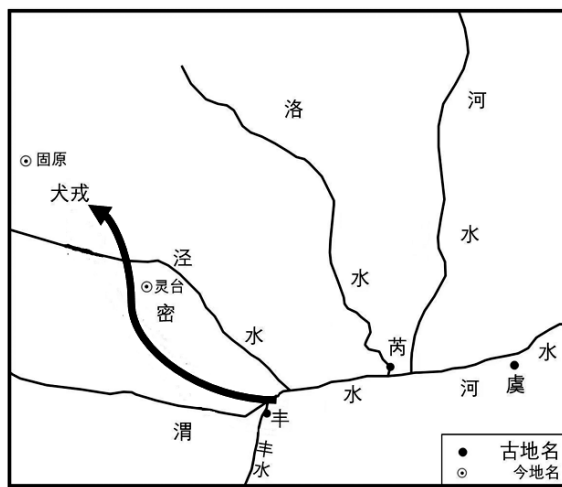 河
水
洛
水
固原
犬戎
泾
水
灵台
密
芮
水
虞
河
水
渭
丰
丰水
古地名
今地名